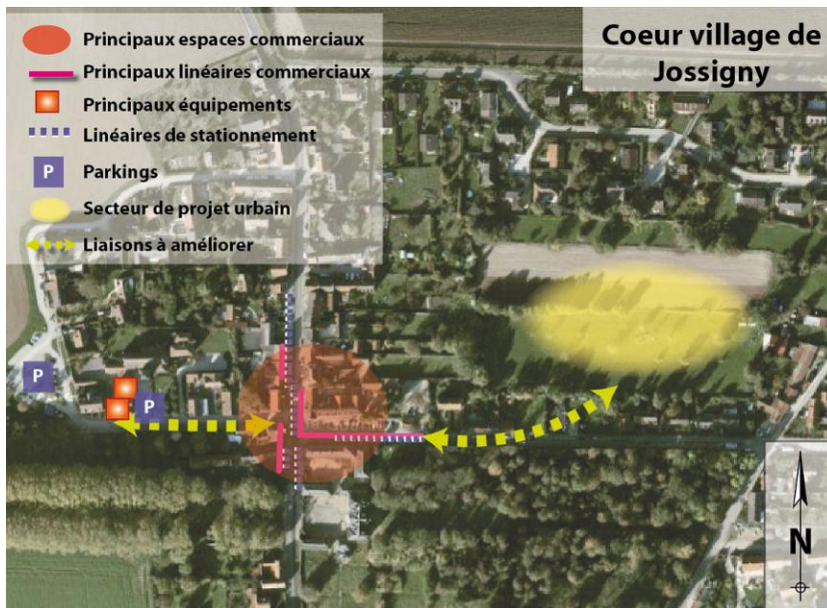 Coeur village de
Jossigny
Principaux espaces commerciaux
Principaux linéaires commerciaux
Principaux équipements
Linéaires de stationnement
P Parkings
Secteur de projet urbain
Liaisons à améliorer
P
P
N